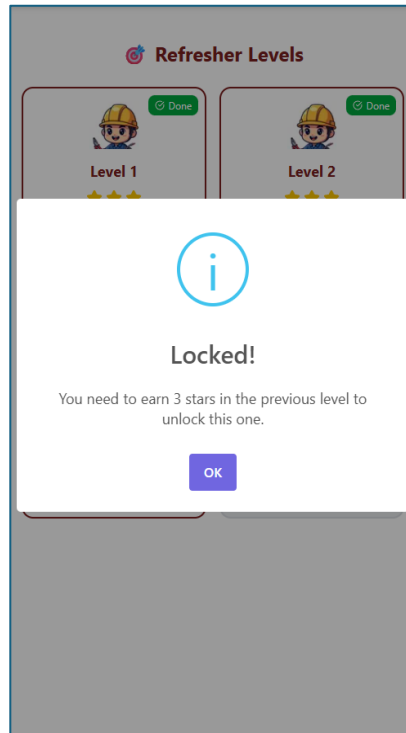 Refresher Levels
Done
Done
Level 1
Level 2
Locked!
You need to earn 3 stars in the previous level to
unlock this one.
OK